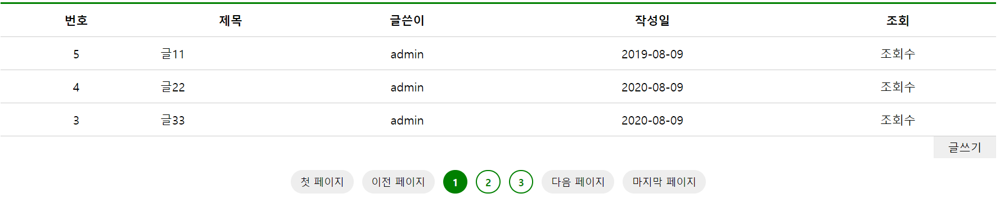 번호 제목 글쓴이 작성일 조회
5 글11 admin 2019-08-09 조회수
4 글22 admin 2020-08-09 조회수
3 글33 admin 2020-08-09 조회수
글쓰기
첫 페이지 이전 페이지 1 2 3 다음 페이지 마지막 페이지